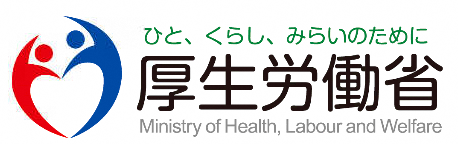 ひと、くらし、みらいのために
厚生労働省
Ministry of Health, Labour and Welfare